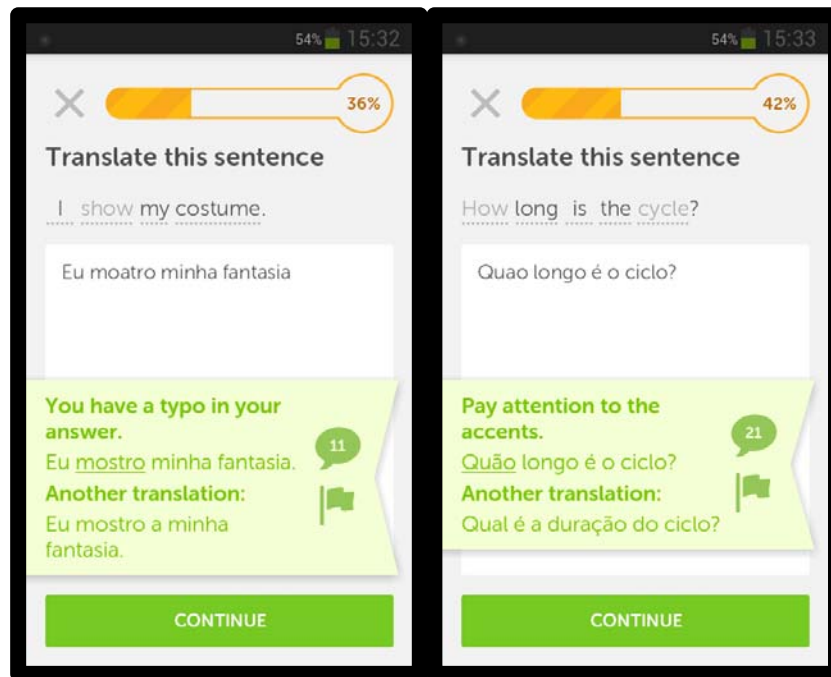 54% 15:32
36%
Translate this sentence
I show my costume.
Eu moatro minha fantasia
You have a typo in your
answer.
11
Eu mostro minha fantasia.
Another translation:
Eu mostro a minha
fantasia.
CONTINUE
54% 15:33
42%
Translate this sentence
How long is the cycle?
Quao longo é o ciclo?
Pay attention to the
accents.
21
Quão longo é o ciclo?
Another translation:
Qual é a duração do ciclo?
CONTINUE